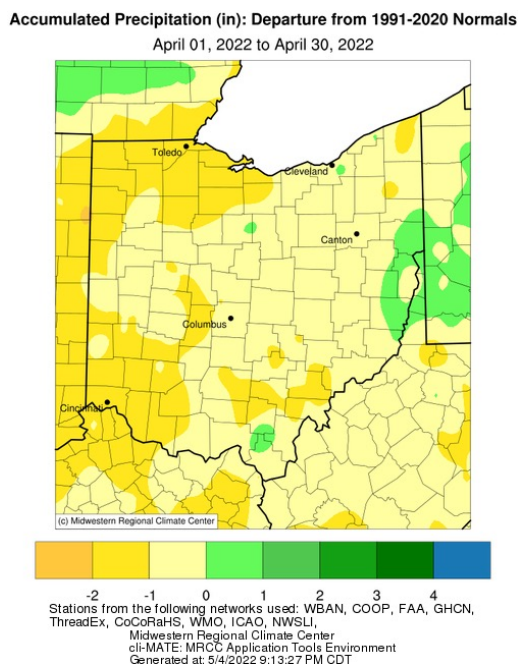 Accumulated Precipitation (in): Departure from 1991-2020 Normals
April 01, 2022 to April 30, 2022
Toledo
Cleveland
Canton
Columbus
Cincinnati
(c) Midwestern Regional Climate Center
-2 -1 0 1 2 3 4
Stations from the following networks used: WBAN, COOP, FAA, GHCN,
ThreadEx, CoCoRaHS, WMO, ICAO, NWSLI,
Midwestern Regional Climate Center
cli-MATE: MRCC Application Tools Environment
Generated at: 5/4/2022 9:13:27 PM CDT